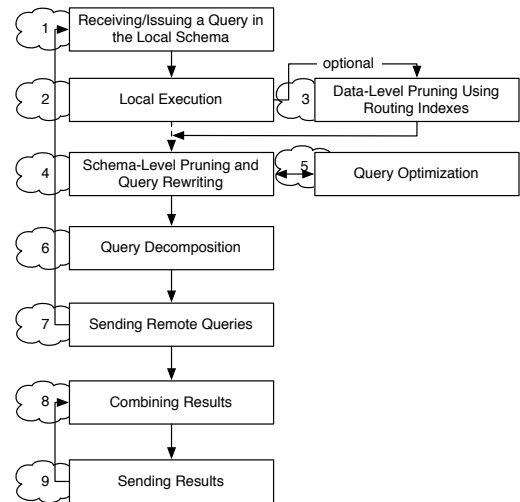 1
Receiving/Issuing a Query in
the Local Schema
optional
2
Local Execution
3
Data-Level Pruning Using
Routing Indexes
4
Schema-Level Pruning and
Query Rewriting
5
Query Optimization
6
Query Decomposition
7
Sending Remote Queries
8
Combining Results
9
Sending Results